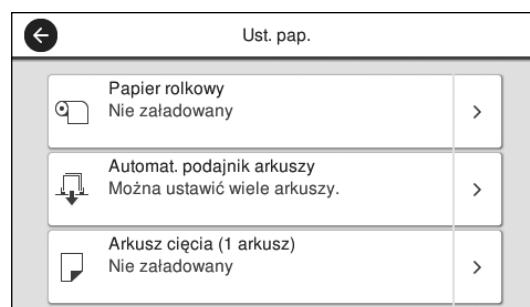 Ust. pap.
Papier rolkowy
Nie załadowany
Automat. podajnik arkuszy
Można ustawić wiele arkuszy.
Arkusz cięcia (1 arkusz)
Nie załadowany